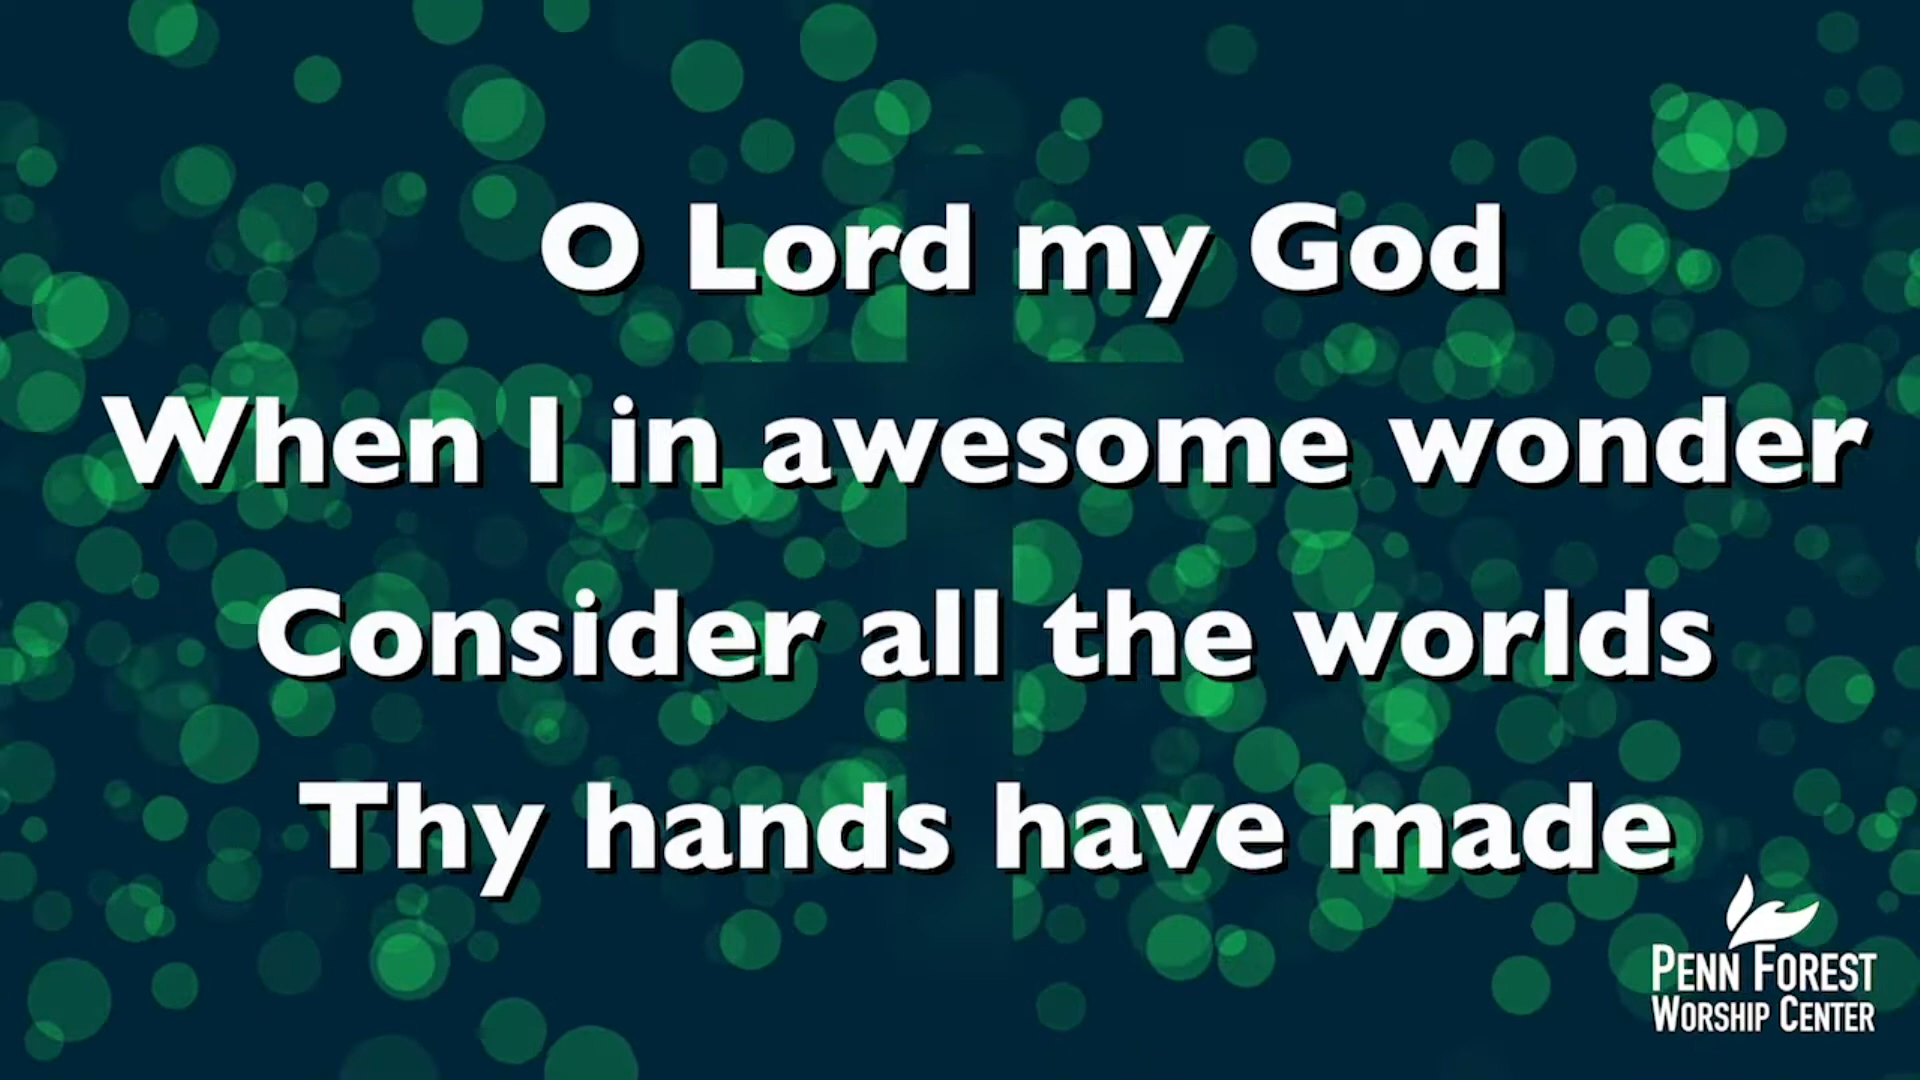 O Lord my God
When I in awesome wonder
Consider all the worlds
Thy hands have made
PENN FOREST
WORSHIP CENTER